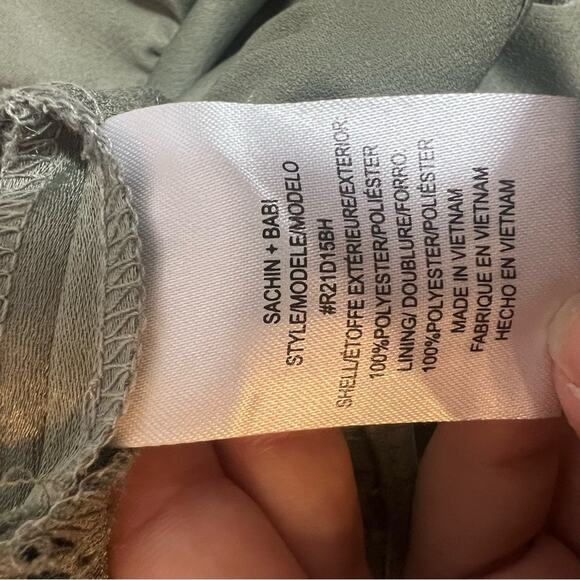 SACHIN + BABI
STYLE/MODELE/MODELO
#R21D15BH
SHELL/ÉTOFFE EXTÉRIEURE/EXTERIOR
100%POLYESTER/POLIÉSTER
LINING/ DOUBLURE/FORRO:
100%POLYESTER/POLIÉSTER
MADE IN VIETNAM
FABRIQUE EN VIETNAM
HECHO EN VIETNAM